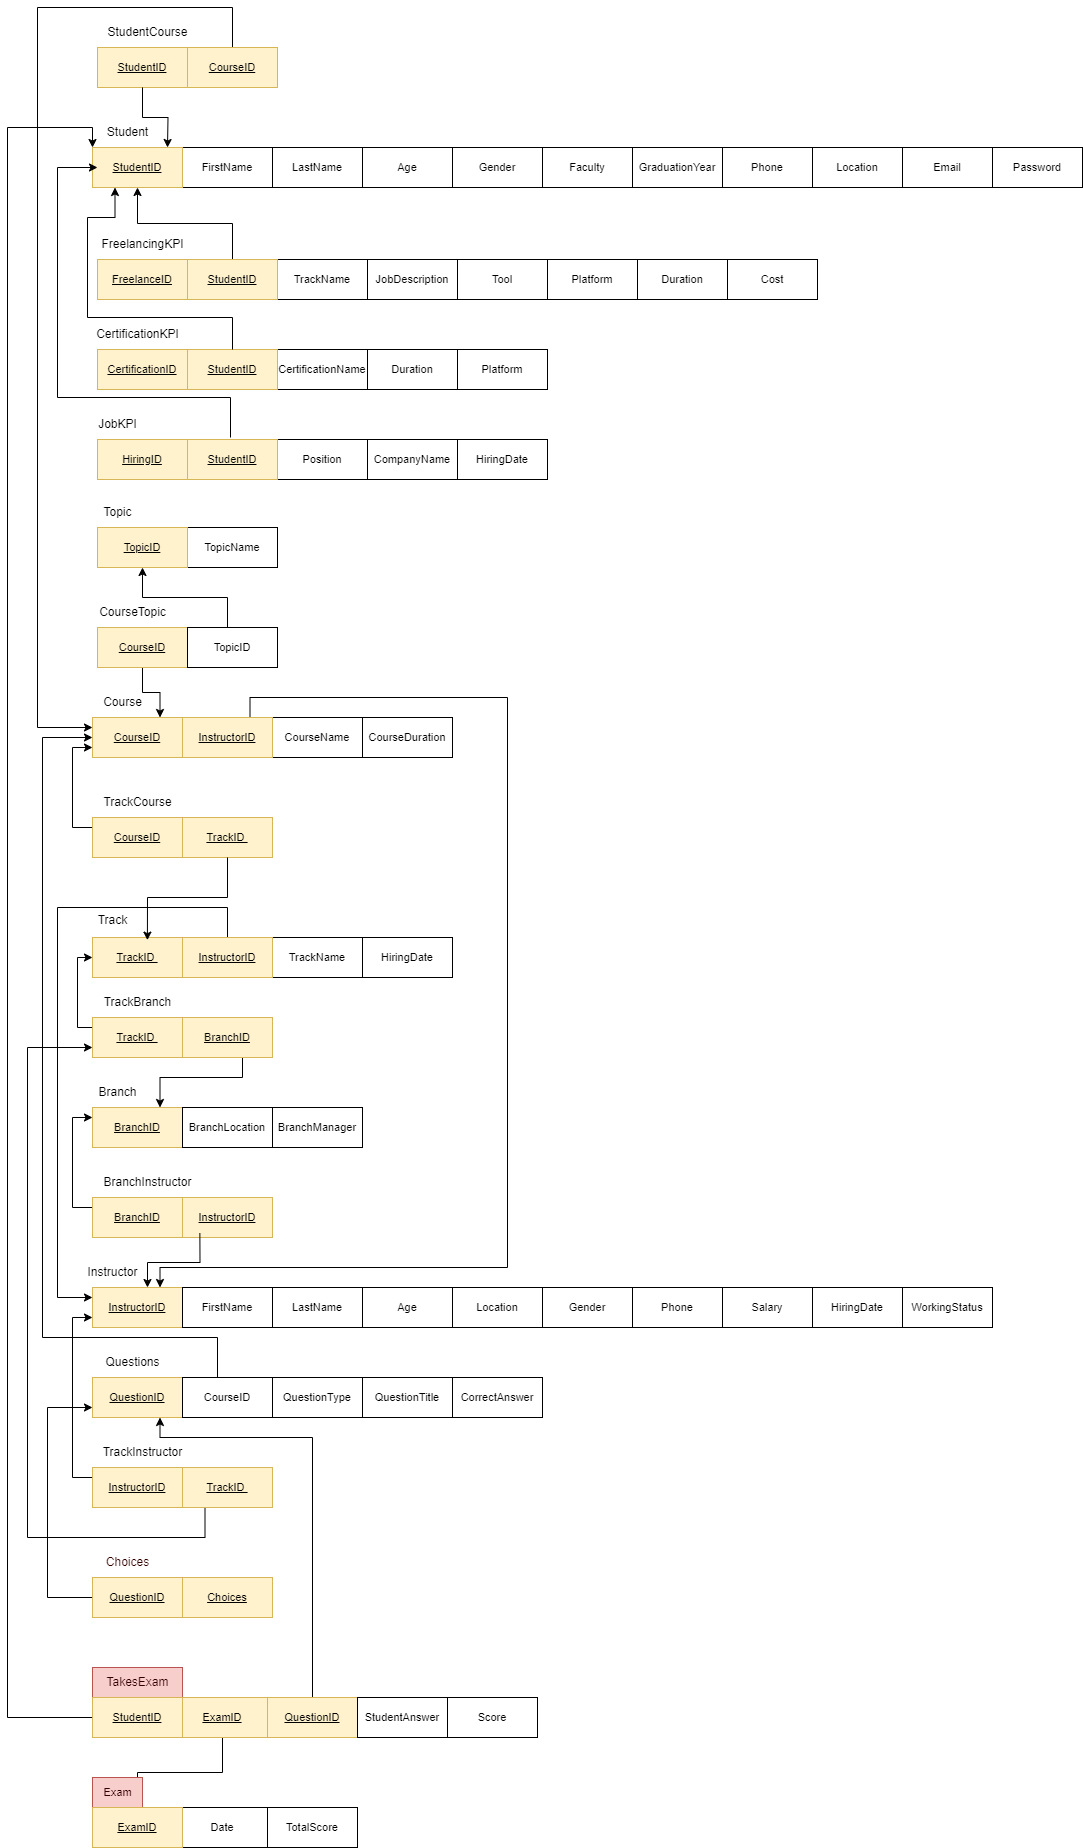 StudentCourse
StudentID CourseID
Student
StudentID FirstName LastName Age Gender Faculty GraduationYear Phone Location Email Password
FreelancingKPI
FreelanceID StudentID TrackName JobDescription Tool Platform Duration Cost
CertificationKPI
CertificationID StudentID CertificationName Duration Platform
JobKPI
HiringID StudentID Position CompanyName HiringDate
Topic
TopicID TopicName
CourseTopic
CourseID TopicID
Course
CourseID InstructorID CourseName CourseDuration
TrackCourse
CourseID TrackID
Track
TrackID InstructorID TrackName HiringDate
TrackBranch
TrackID BranchID
Branch
BranchID BranchLocation BranchManager
BranchInstructor
BranchID InstructorID
Instructor
InstructorID FirstName LastName Age Location Gender Phone Salary HiringDate WorkingStatus
Questions
QuestionID CourseID QuestionType QuestionTitle CorrectAnswer
TrackInstructor
InstructorID TrackID
Choices
QuestionID Choices
TakesExam
StudentID ExamID QuestionID StudentAnswer Score
Exam
ExamID Date TotalScore